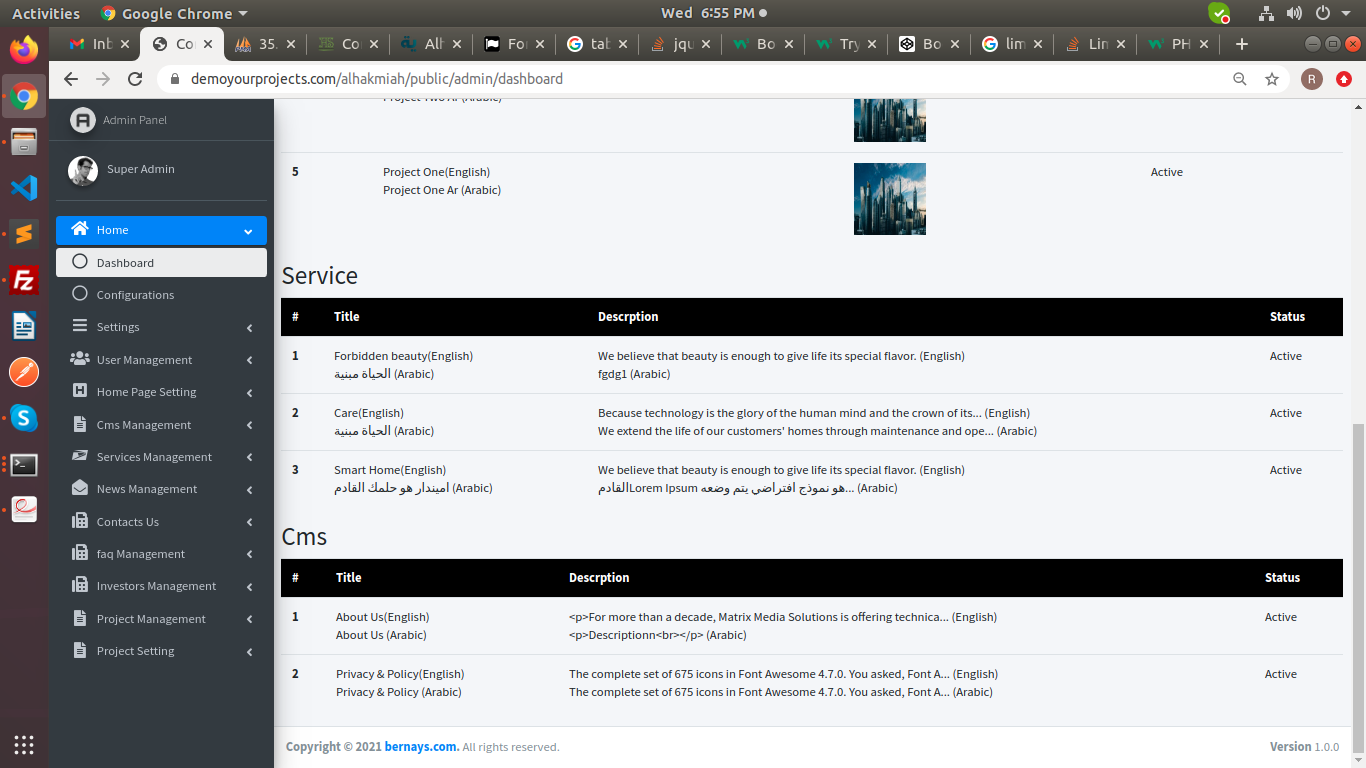 Activities
Google Chrome
Wed 6:55 PM
Inb
Co
35.
Co
Alh
For
tab
jqu
Bo
Try
Bo
lim
Lin
PH
demoyourprojects.com/alhakmiah/public/admin/dashboard
R
Admin Panel
Super Admin
Home
Dashboard
Configurations
Settings
User Management
Home Page Setting
Cms Management
Services Management
News Management
Contacts Us
faq Management
Investors Management
Project Management
Project Setting
Project Two Ar (Arabic)
5 Project One(English) Active
Project One Ar (Arabic)
Service
# Title Descrption Status
1 Forbidden beauty(English) We believe that beauty is enough to give life its special flavor. (English) Active
الحياة مبنية (Arabic) fgdg1 (Arabic)
2 Care(English) Because technology is the glory of the human mind and the crown of its... (English) Active
الحياة مبنية (Arabic) We extend the life of our customers' homes through maintenance and ope... (Arabic)
3 Smart Home(English) We believe that beauty is enough to give life its special flavor. (English) Active
اميندار هو حلمك القادم (Arabic) القادمLorem Ipsum هو نموذج افتراضي يتم وضعه... (Arabic)
Cms
# Title Descrption Status
1 About Us(English) <p>For more than a decade, Matrix Media Solutions is offering technica... (English) Active
About Us (Arabic) <p>Descriptionn<br></p> (Arabic)
2 Privacy & Policy(English) The complete set of 675 icons in Font Awesome 4.7.0. You asked, Font A... (English) Active
Privacy & Policy (Arabic) The complete set of 675 icons in Font Awesome 4.7.0. You asked, Font A... (Arabic)
Copyright © 2021 bernays.com. All rights reserved.
Version 1.0.0